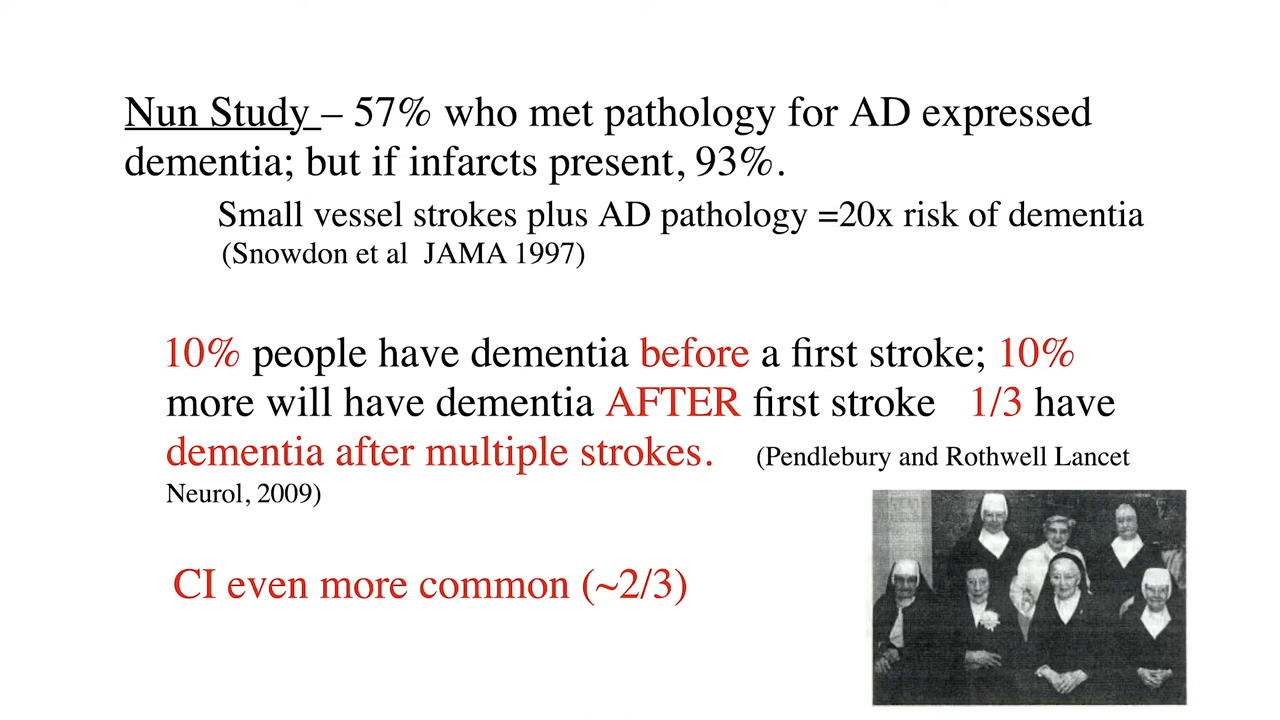 Nun Study – 57% who met pathology for AD expressed
dementia; but if infarcts present, 93%.
Small vessel strokes plus AD pathology =20x risk of dementia
(Snowdon et al JAMA 1997)
10% people have dementia before a first stroke; 10%
more will have dementia AFTER first stroke 1/3 have
dementia after multiple strokes. (Pendlebury and Rothwell Lancet
Neurol, 2009)
CI even more common (~2/3)